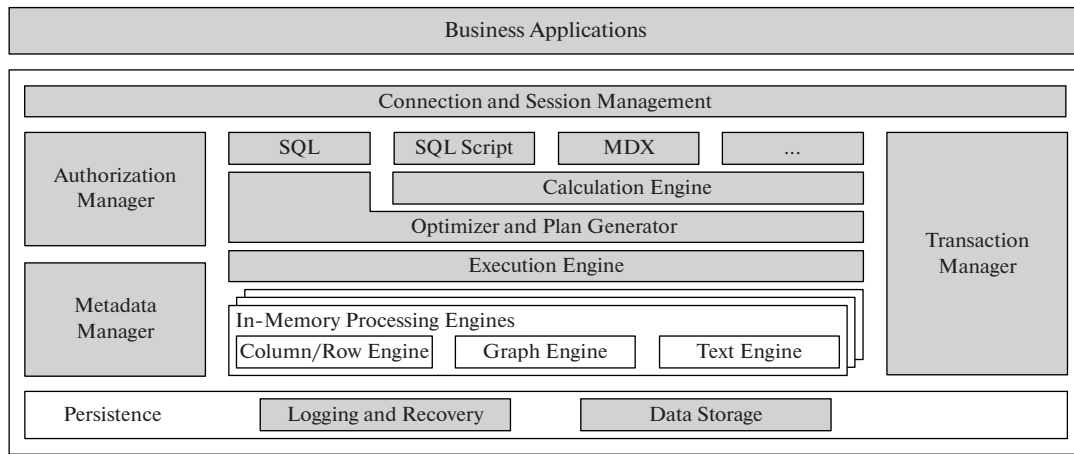 Business Applications
Connection and Session Management
Authorization
Manager
SQL
SQL Script
MDX
...
Calculation Engine
Optimizer and Plan Generator
Transaction
Manager
Execution Engine
Metadata
Manager
In-Memory Processing Engines
Column/Row Engine
Graph Engine
Text Engine
Persistence
Logging and Recovery
Data Storage